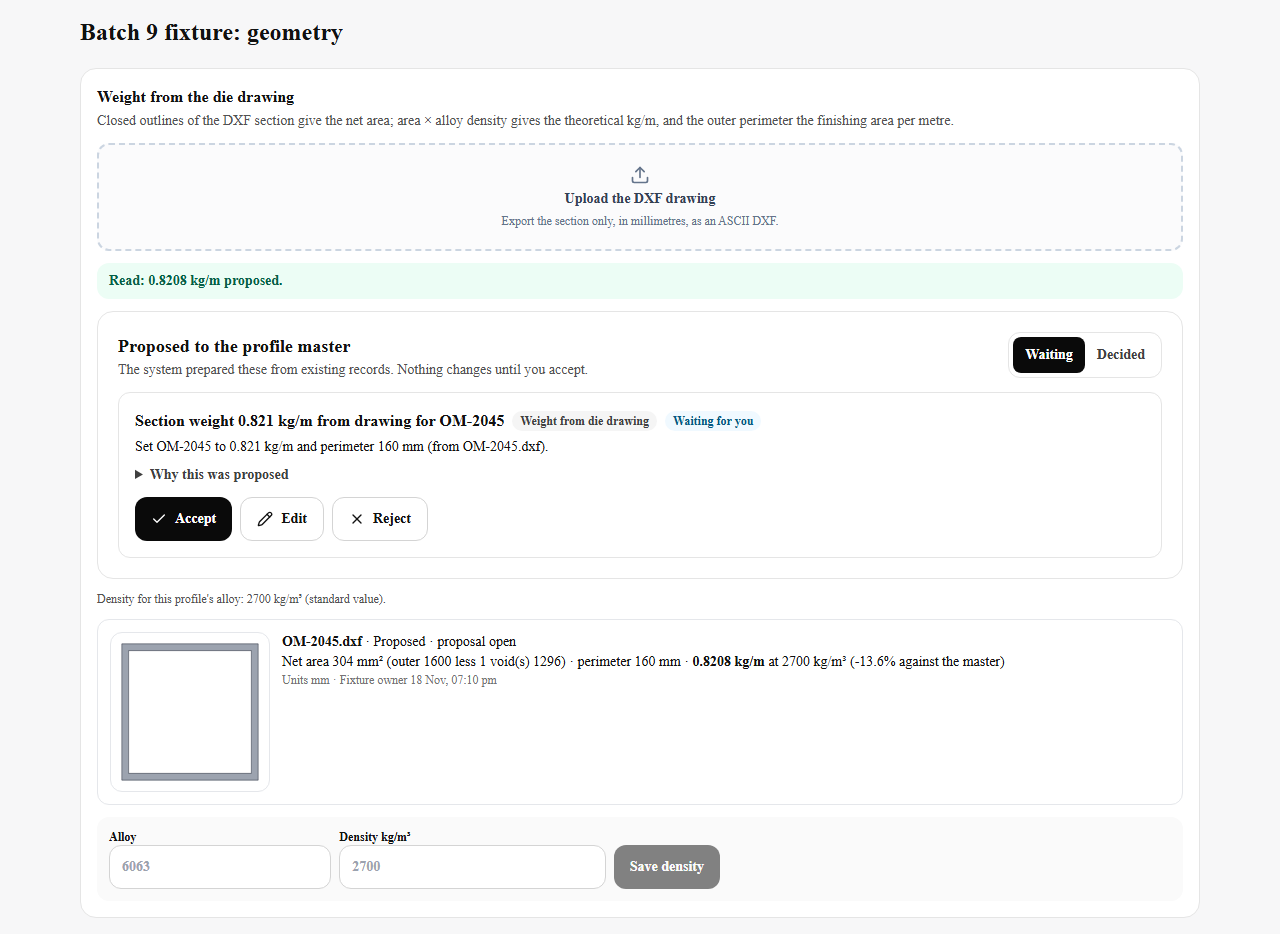 Batch 9 fixture: geometry
Weight from the die drawing
Closed outlines of the DXF section give the net area; area × alloy density gives the theoretical kg/m, and the outer perimeter the finishing area per metre.
Upload the DXF drawing
Export the section only, in millimetres, as an ASCII DXF.
Read: 0.8208 kg/m proposed.
Proposed to the profile master
The system prepared these from existing records. Nothing changes until you accept.
Waiting Decided
Section weight 0.821 kg/m from drawing for OM-2045 Weight from die drawing Waiting for you
Set OM-2045 to 0.821 kg/m and perimeter 160 mm (from OM-2045.dxf).
Why this was proposed
Accept Edit Reject
Density for this profile's alloy: 2700 kg/m³ (standard value).
OM-2045.dxf · Proposed · proposal open
Net area 304 mm² (outer 1600 less 1 void(s) 1296) · perimeter 160 mm · 0.8208 kg/m at 2700 kg/m³ (-13.6% against the master)
Units mm · Fixture owner 18 Nov, 07:10 pm
Alloy Density kg/m³
6063 2700 Save density